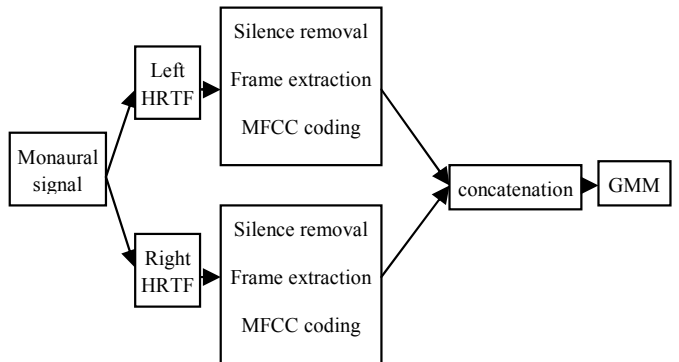 Monaural
signal
Left
HRTF
Silence removal
Frame extraction
MFCC coding
Right
HRTF
Silence removal
Frame extraction
MFCC coding
concatenation
GMM